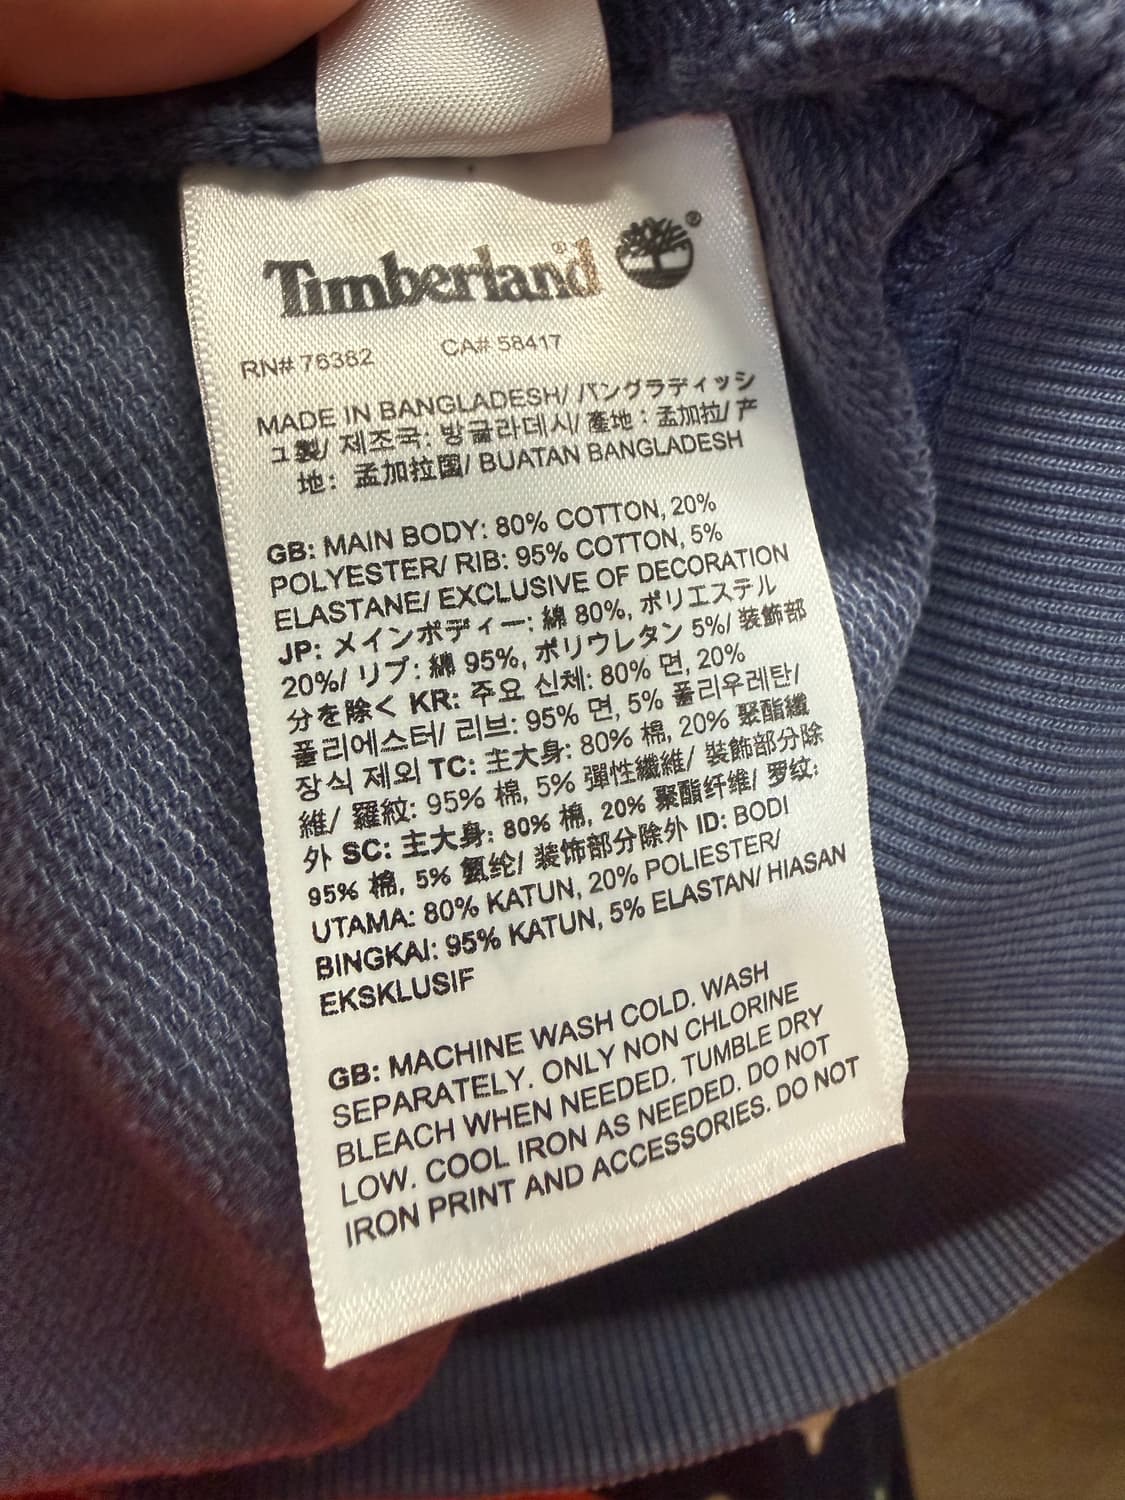 Timberland® ®
RN# 76382 CA# 58417
MADE IN BANGLADESH/ バングラディッシ
ュ製/ 제조국: 방글라데시/ 產地：孟加拉/ 产
地：孟加拉国/ BUATAN BANGLADESH
GB: MAIN BODY: 80% COTTON, 20%
POLYESTER/ RIB: 95% COTTON, 5%
ELASTANE/ EXCLUSIVE OF DECORATION
JP: メインボディー: 綿 80%, ポリエステル
20%/ リブ: 綿 95%, ポリウレタン 5%/ 装飾部
分を除く KR: 주요 신체: 80% 면, 20%
폴리에스터/ 리브: 95% 면, 5% 폴리우레탄/
장식 제외 TC: 主大身: 80% 棉, 20% 聚酯纖
維/ 羅紋: 95% 棉, 5% 彈性纖維/ 裝飾部分除
外 SC: 主大身: 80% 棉, 20% 聚酯纤维/ 罗纹:
95% 棉, 5% 氨纶/ 装饰部分除外 ID: BODI
UTAMA: 80% KATUN, 20% POLIESTER/
BINGKAI: 95% KATUN, 5% ELASTAN/ HIASAN
EKSKLUSIF
GB: MACHINE WASH COLD. WASH
SEPARATELY. ONLY NON CHLORINE
BLEACH WHEN NEEDED. TUMBLE DRY
LOW. COOL IRON AS NEEDED. DO NOT
IRON PRINT AND ACCESSORIES. DO NOT